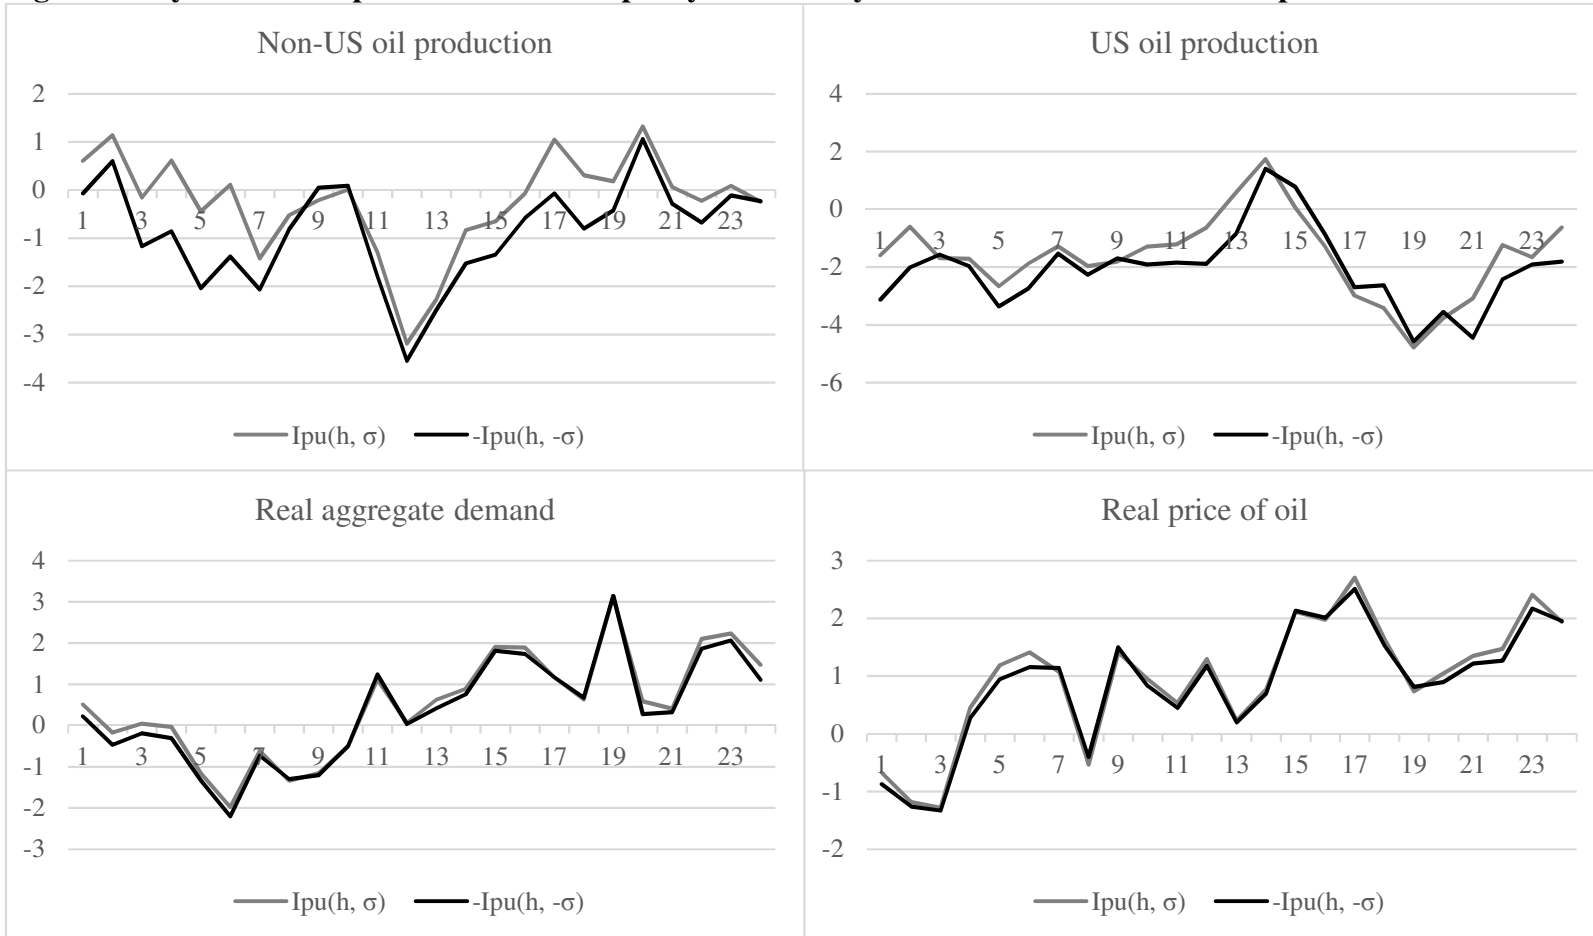 Non-US oil production
2
1
0
-1
-2
-3
-4
1 3 5 7 9 11 13 15 17 19 21 23
Ipu(h, σ) -Ipu(h, -σ)
US oil production
4
2
0
-2
-4
-6
1 3 5 7 9 11 13 15 17 19 21 23
Ipu(h, σ) -Ipu(h, -σ)
Real aggregate demand
4
3
2
1
0
-1
-2
-3
1 3 5 7 9 11 13 15 17 19 21 23
Ipu(h, σ) -Ipu(h, -σ)
Real price of oil
3
2
1
0
-1
-2
1 3 5 7 9 11 13 15 17 19 21 23
Ipu(h, σ) -Ipu(h, -σ)